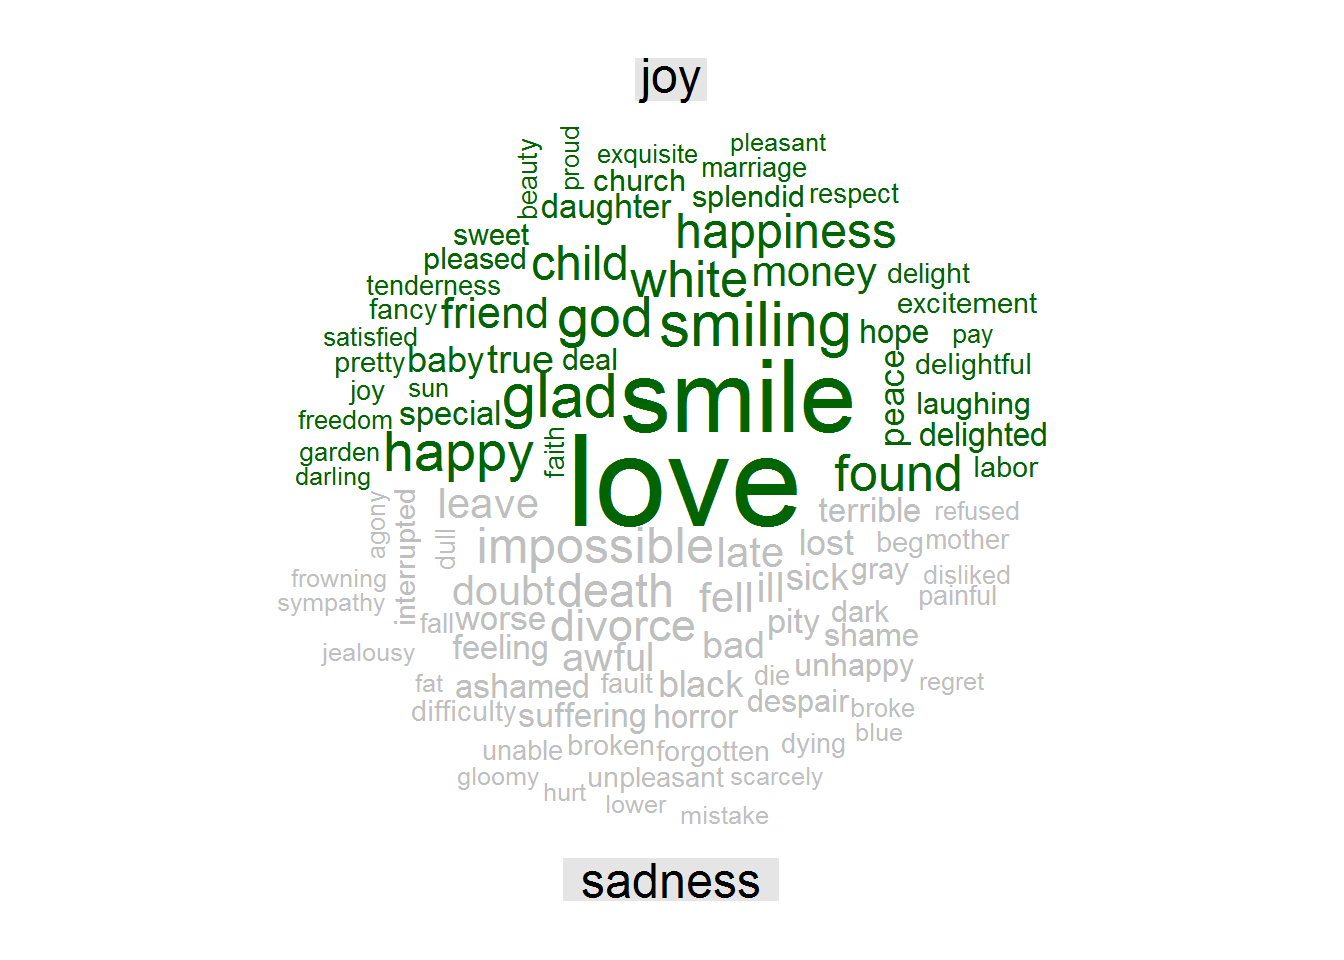 joy
beauty
proud
exquisite
pleasant
church
marriage
daughter
splendid
respect
sweet
happiness
pleased
child
white
money
delight
tenderness
fancy
friend
god
smiling
excitement
satisfied
hope
pay
pretty
baby
true
deal
peace
delightful
joy
sun
glad
smile
laughing
freedom
special
delighted
garden
happy
faith
love
found
labor
darling
agony
interrupted
leave
terrible
refused
dull
impossible
late
lost
beg
mother
frowning
doubt
death
fell
ill
sick
gray
disliked
sympathy
painful
fall
worse
divorce
pity
dark
jealousy
feeling
awful
bad
shame
unhappy
fat
ashamed
fault
black
die
regret
difficulty
suffering
horror
despair
broke
unable
broken
forgotten
dying
blue
gloomy
hurt
unpleasant
scarcely
lower
mistake
sadness